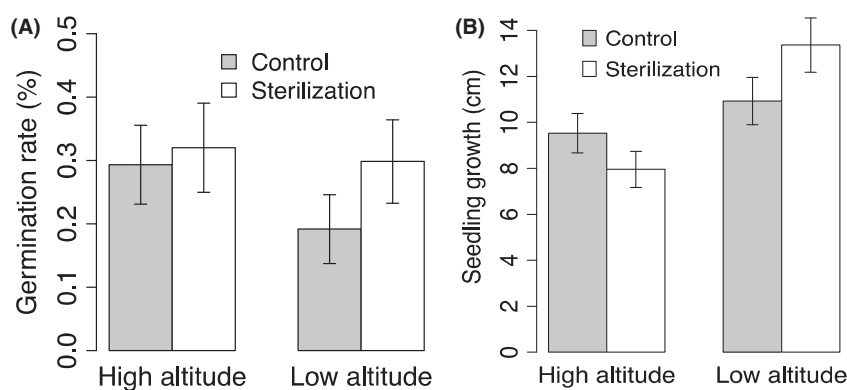 (A)
Germination rate (%)
0.5
0.4
0.3
0.2
0.1
0.0
Control
Sterilization
High altitude
Low altitude
(B)
Seedling growth (cm)
14
12
10
8
6
4
2
0
Control
Sterilization
High altitude
Low altitude